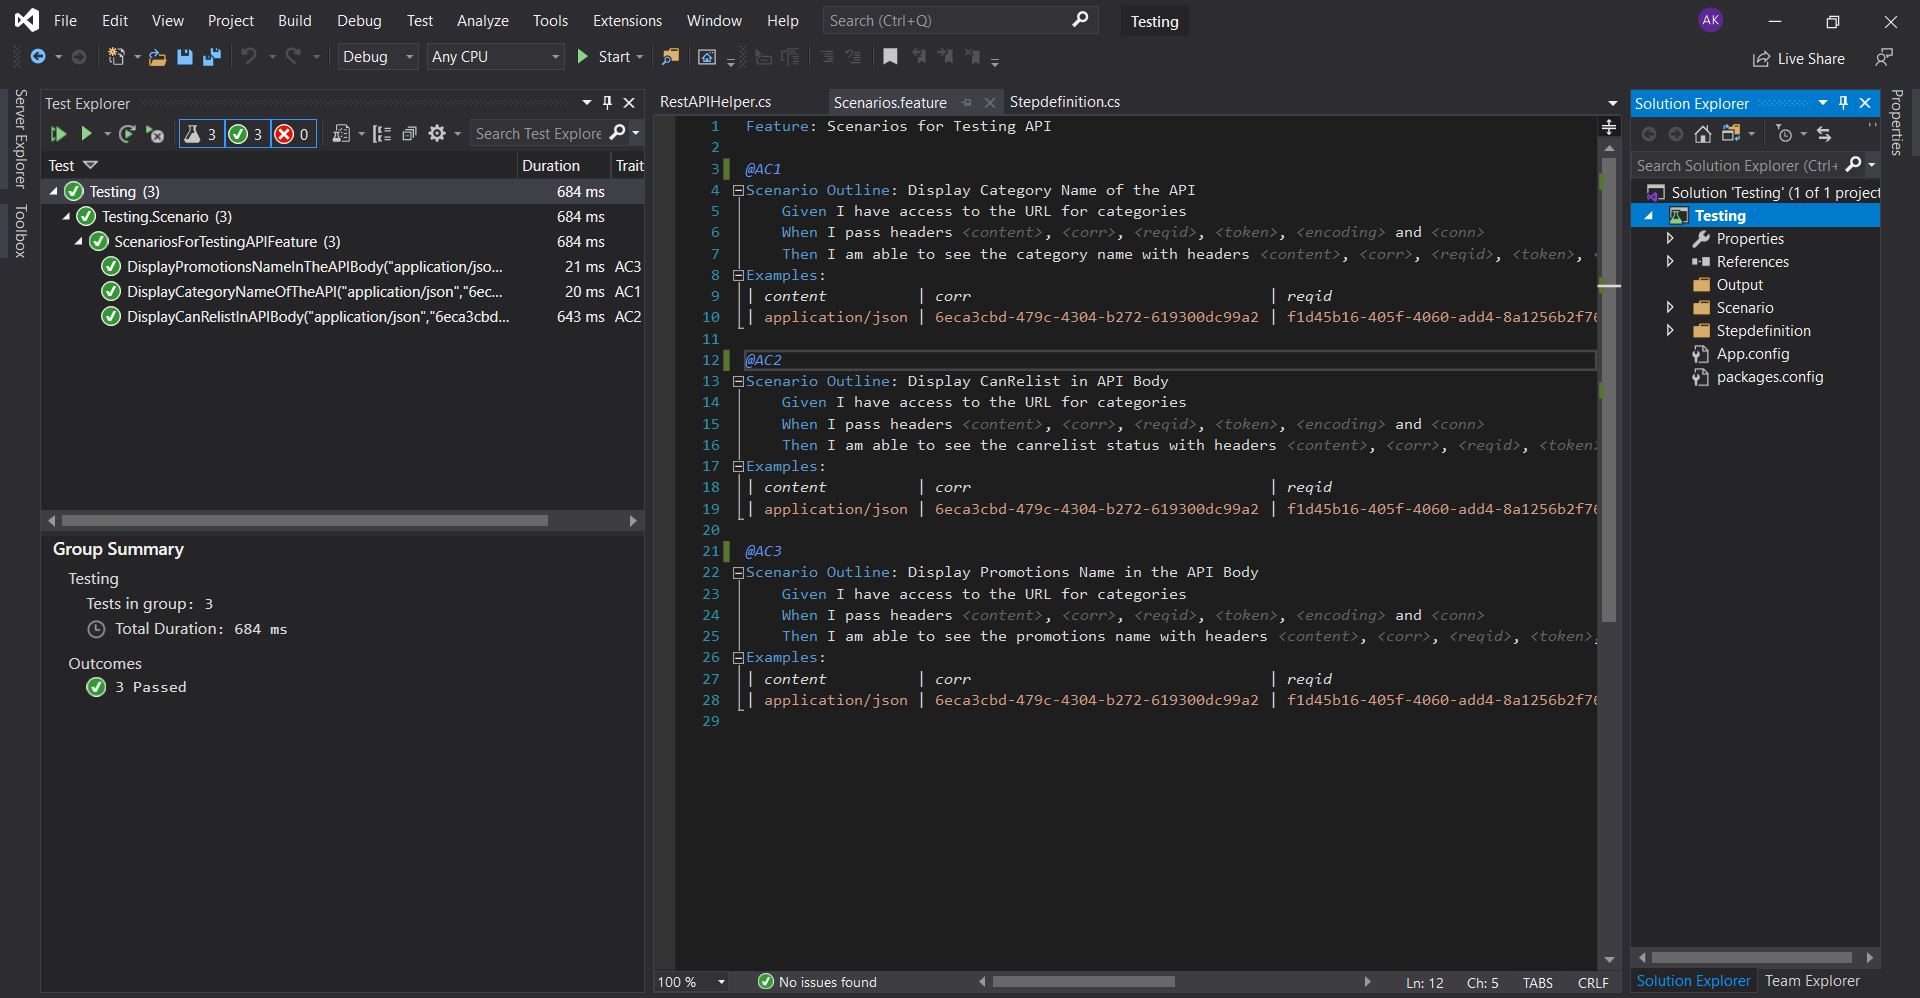 File Edit View Project Build Debug Test Analyze Tools Extensions Window Help Search (Ctrl+Q) Testing AK
Debug Any CPU Start Live Share
Server Explorer
Toolbox
Test Explorer
3 3 0 Search Test Explore
Test Duration Trait
Testing (3) 684 ms
Testing.Scenario (3) 684 ms
ScenariosForTestingAPIFeature (3) 684 ms
DisplayPromotionsNameInTheAPIBody("application/jso... 21 ms AC3
DisplayCategoryNameOfTheAPI("application/json","6ec... 20 ms AC1
DisplayCanRelistInAPIBody("application/json","6eca3cbd... 643 ms AC2
Group Summary
Testing
Tests in group: 3
Total Duration: 684 ms
Outcomes
3 Passed
RestAPIHelper.cs Scenarios.feature Stepdefinition.cs
1 Feature: Scenarios for Testing API
2
3 @AC1
4 Scenario Outline: Display Category Name of the API
5 Given I have access to the URL for categories
6 When I pass headers <content>, <corr>, <reqid>, <token>, <encoding> and <conn>
7 Then I am able to see the category name with headers <content>, <corr>, <reqid>, <token>, <
8 Examples:
9 | content | corr | reqid
10 | application/json | 6eca3cbd-479c-4304-b272-619300dc99a2 | f1d45b16-405f-4060-add4-8a1256b2f76
11
12 @AC2
13 Scenario Outline: Display CanRelist in API Body
14 Given I have access to the URL for categories
15 When I pass headers <content>, <corr>, <reqid>, <token>, <encoding> and <conn>
16 Then I am able to see the canrelist status with headers <content>, <corr>, <reqid>, <token>
17 Examples:
18 | content | corr | reqid
19 | application/json | 6eca3cbd-479c-4304-b272-619300dc99a2 | f1d45b16-405f-4060-add4-8a1256b2f76
20
21 @AC3
22 Scenario Outline: Display Promotions Name in the API Body
23 Given I have access to the URL for categories
24 When I pass headers <content>, <corr>, <reqid>, <token>, <encoding> and <conn>
25 Then I am able to see the promotions name with headers <content>, <corr>, <reqid>, <token>,
26 Examples:
27 | content | corr | reqid
28 | application/json | 6eca3cbd-479c-4304-b272-619300dc99a2 | f1d45b16-405f-4060-add4-8a1256b2f76
29
100 % No issues found Ln: 12 Ch: 5 TABS CRLF
Solution Explorer
Search Solution Explorer (Ctrl+
Solution 'Testing' (1 of 1 project
Testing
Properties
References
Output
Scenario
Stepdefinition
App.config
packages.config
Solution Explorer Team Explorer
Properties